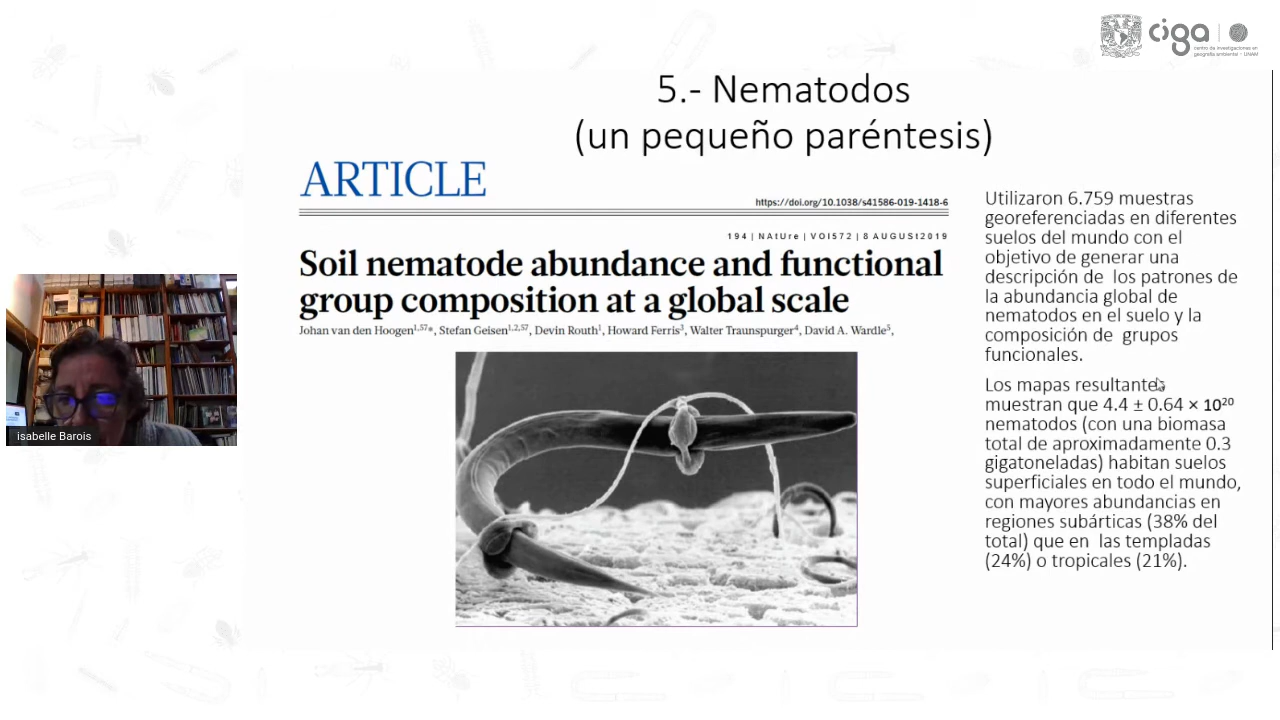 ciga
centro de investigaciones en
geografía ambiental - UNAM
5.- Nematodos
(un pequeño paréntesis)
ARTICLE
https://doi.org/10.1038/s41586-019-1418-6
194 | NAtUre | VOl572 | 8 AUGUSt2019
Soil nematode abundance and functional
group composition at a global scale
Johan van den Hoogen1,57*, Stefan Geisen1,2,57, Devin Routh1, Howard Ferris3, Walter Traunspurger4, David A. Wardle5,
Utilizaron 6.759 muestras
georeferenciadas en diferentes
suelos del mundo con el
objetivo de generar una
descripción de los patrones de
la abundancia global de
nematodos en el suelo y la
composición de grupos
funcionales.
Los mapas resultantes
muestran que 4.4 ± 0.64 × 10²⁰
nematodos (con una biomasa
total de aproximadamente 0.3
gigatoneladas) habitan suelos
superficiales en todo el mundo,
con mayores abundancias en
regiones subárticas (38% del
total) que en las templadas
(24%) o tropicales (21%).
isabelle Barois